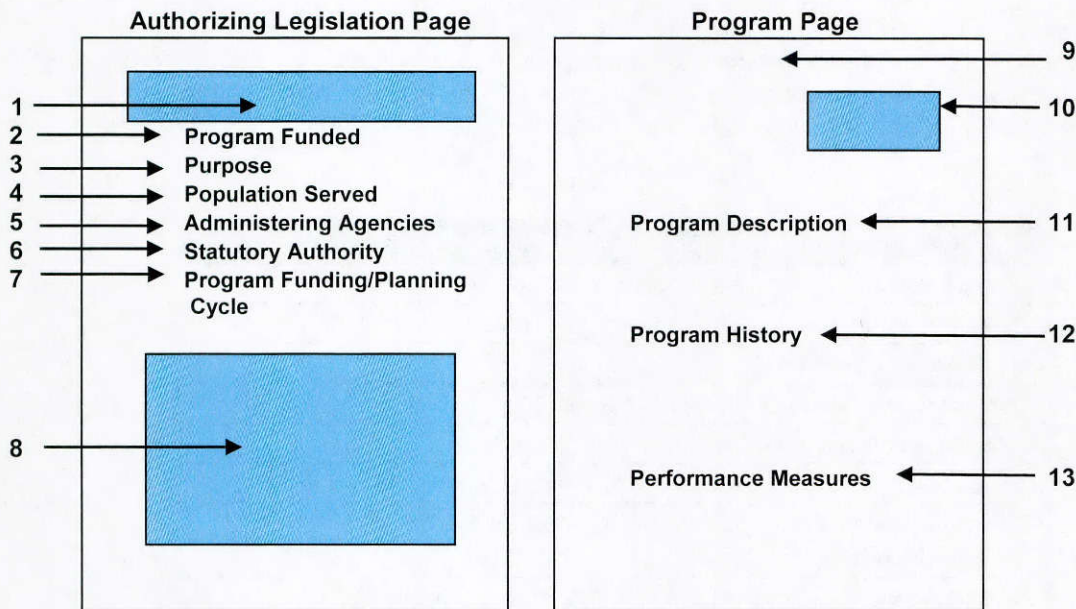 Authorizing Legislation Page
1
2 Program Funded
3 Purpose
4 Population Served
5 Administering Agencies
6 Statutory Authority
7 Program Funding/Planning
Cycle
8
Program Page
9
10
Program Description 11
Program History 12
Performance Measures 13